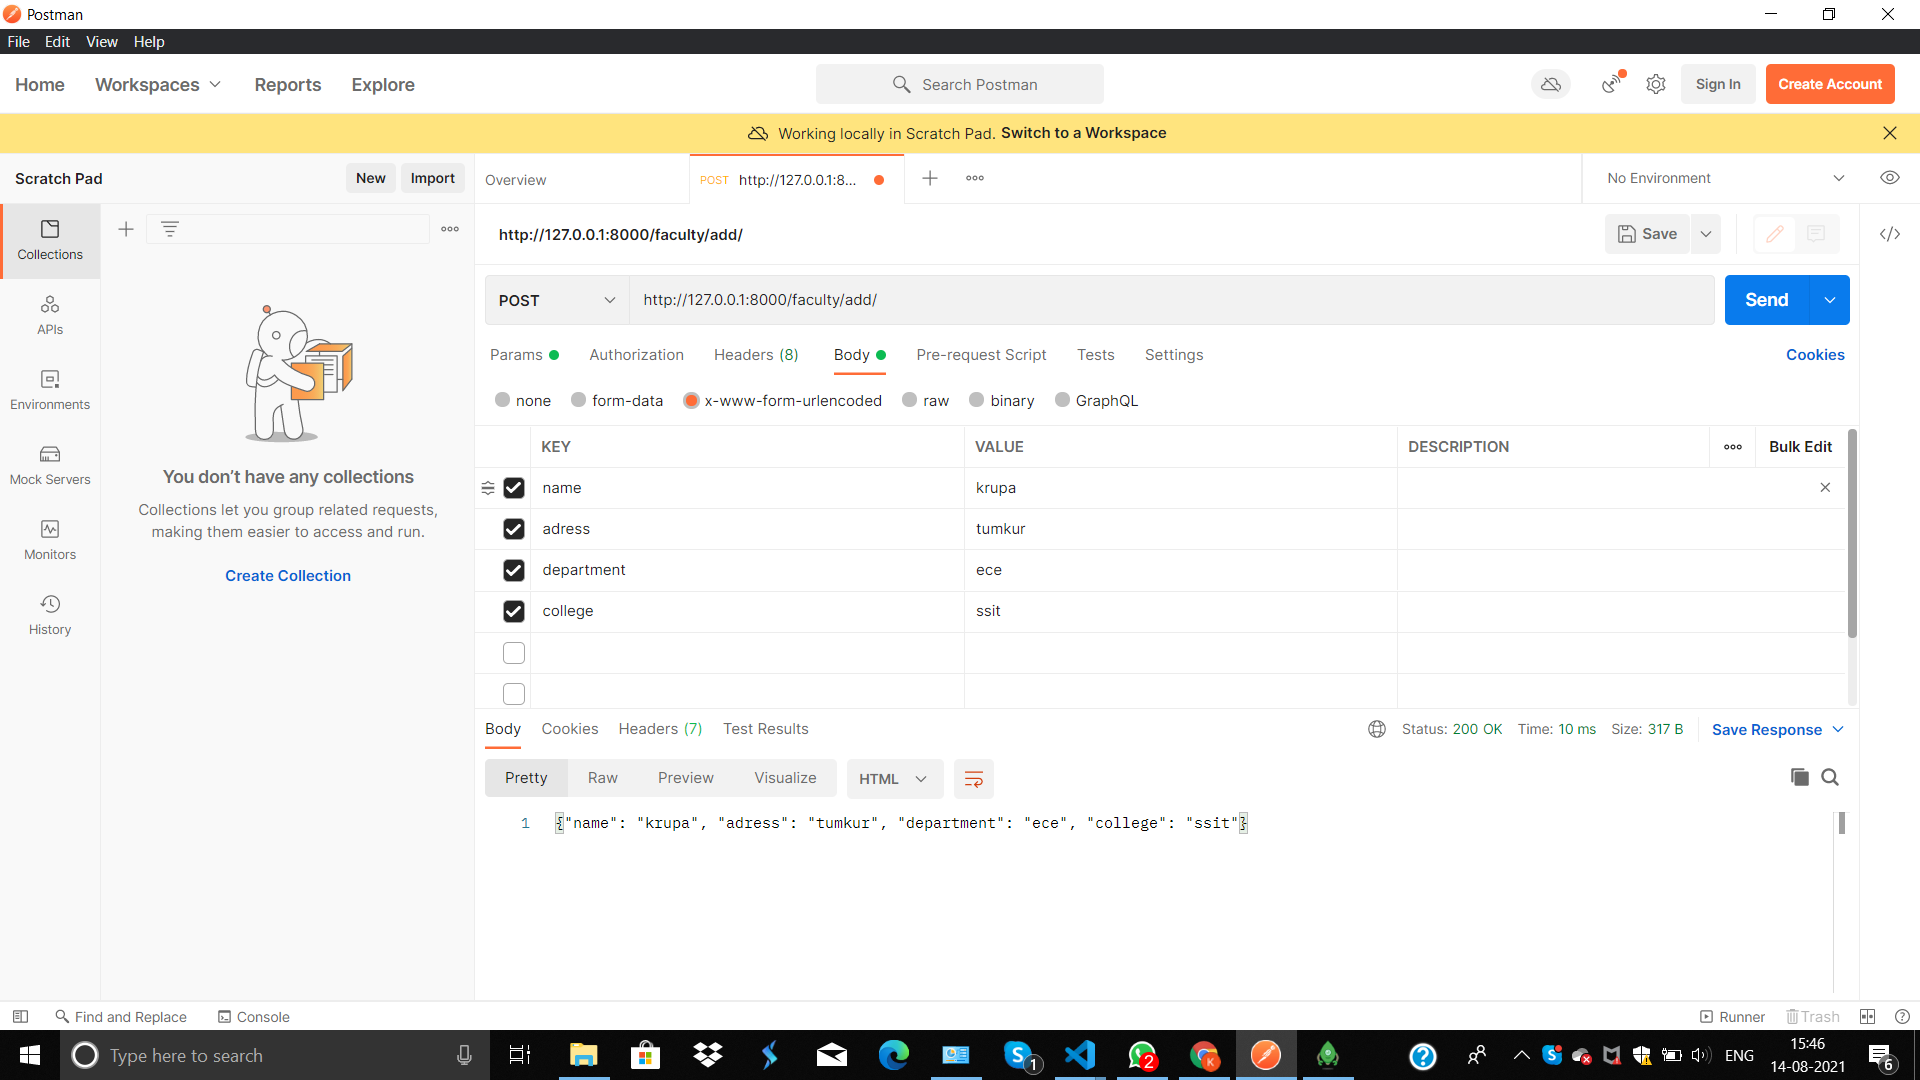 Postman
File Edit View Help
Home Workspaces Reports Explore Search Postman Sign In Create Account
Working locally in Scratch Pad. Switch to a Workspace
Scratch Pad New Import Overview POST http://127.0.0.1:8... No Environment
Collections
http://127.0.0.1:8000/faculty/add/ Save
APIs
POST http://127.0.0.1:8000/faculty/add/ Send
Params Authorization Headers (8) Body Pre-request Script Tests Settings Cookies
Environments
none form-data x-www-form-urlencoded raw binary GraphQL
KEY VALUE DESCRIPTION Bulk Edit
Mock Servers
You don't have any collections
Collections let you group related requests,
making them easier to access and run.
Create Collection
name krupa
adress tumkur
department ece
college ssit
Monitors
History
Body Cookies Headers (7) Test Results Status: 200 OK Time: 10 ms Size: 317 B Save Response
Pretty Raw Preview Visualize HTML
1 {"name": "krupa", "adress": "tumkur", "department": "ece", "college": "ssit"}
Find and Replace Console Runner Trash
Type here to search 1 2 K ENG 15:46
14-08-2021 6